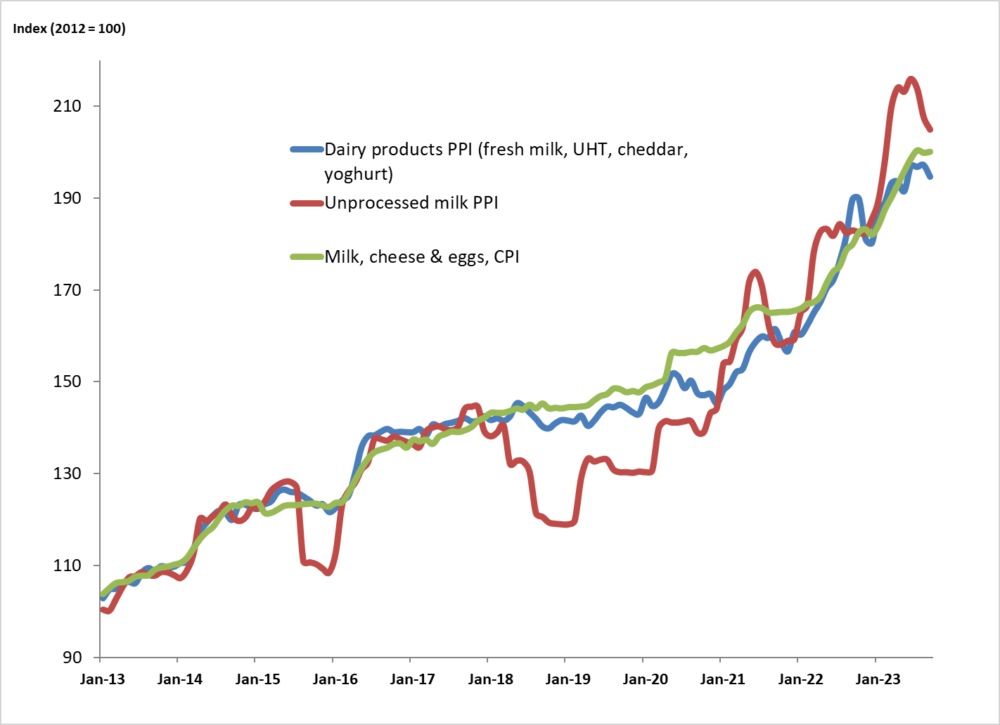 Index (2012 = 100)
210
190
170
150
130
110
90
Dairy products PPI (fresh milk, UHT, cheddar,
yoghurt)
Unprocessed milk PPI
Milk, cheese & eggs, CPI
Jan-13 Jan-14 Jan-15 Jan-16 Jan-17 Jan-18 Jan-19 Jan-20 Jan-21 Jan-22 Jan-23